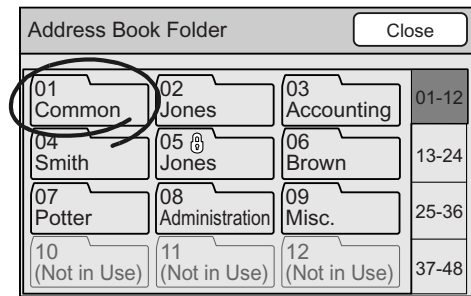 Address Book Folder
Close
01
Common
02
Jones
03
Accounting
01-12
04
Smith
05
Jones
06
Brown
13-24
07
Potter
08
Administration
09
Misc.
25-36
10
(Not in Use)
11
(Not in Use)
12
(Not in Use)
37-48